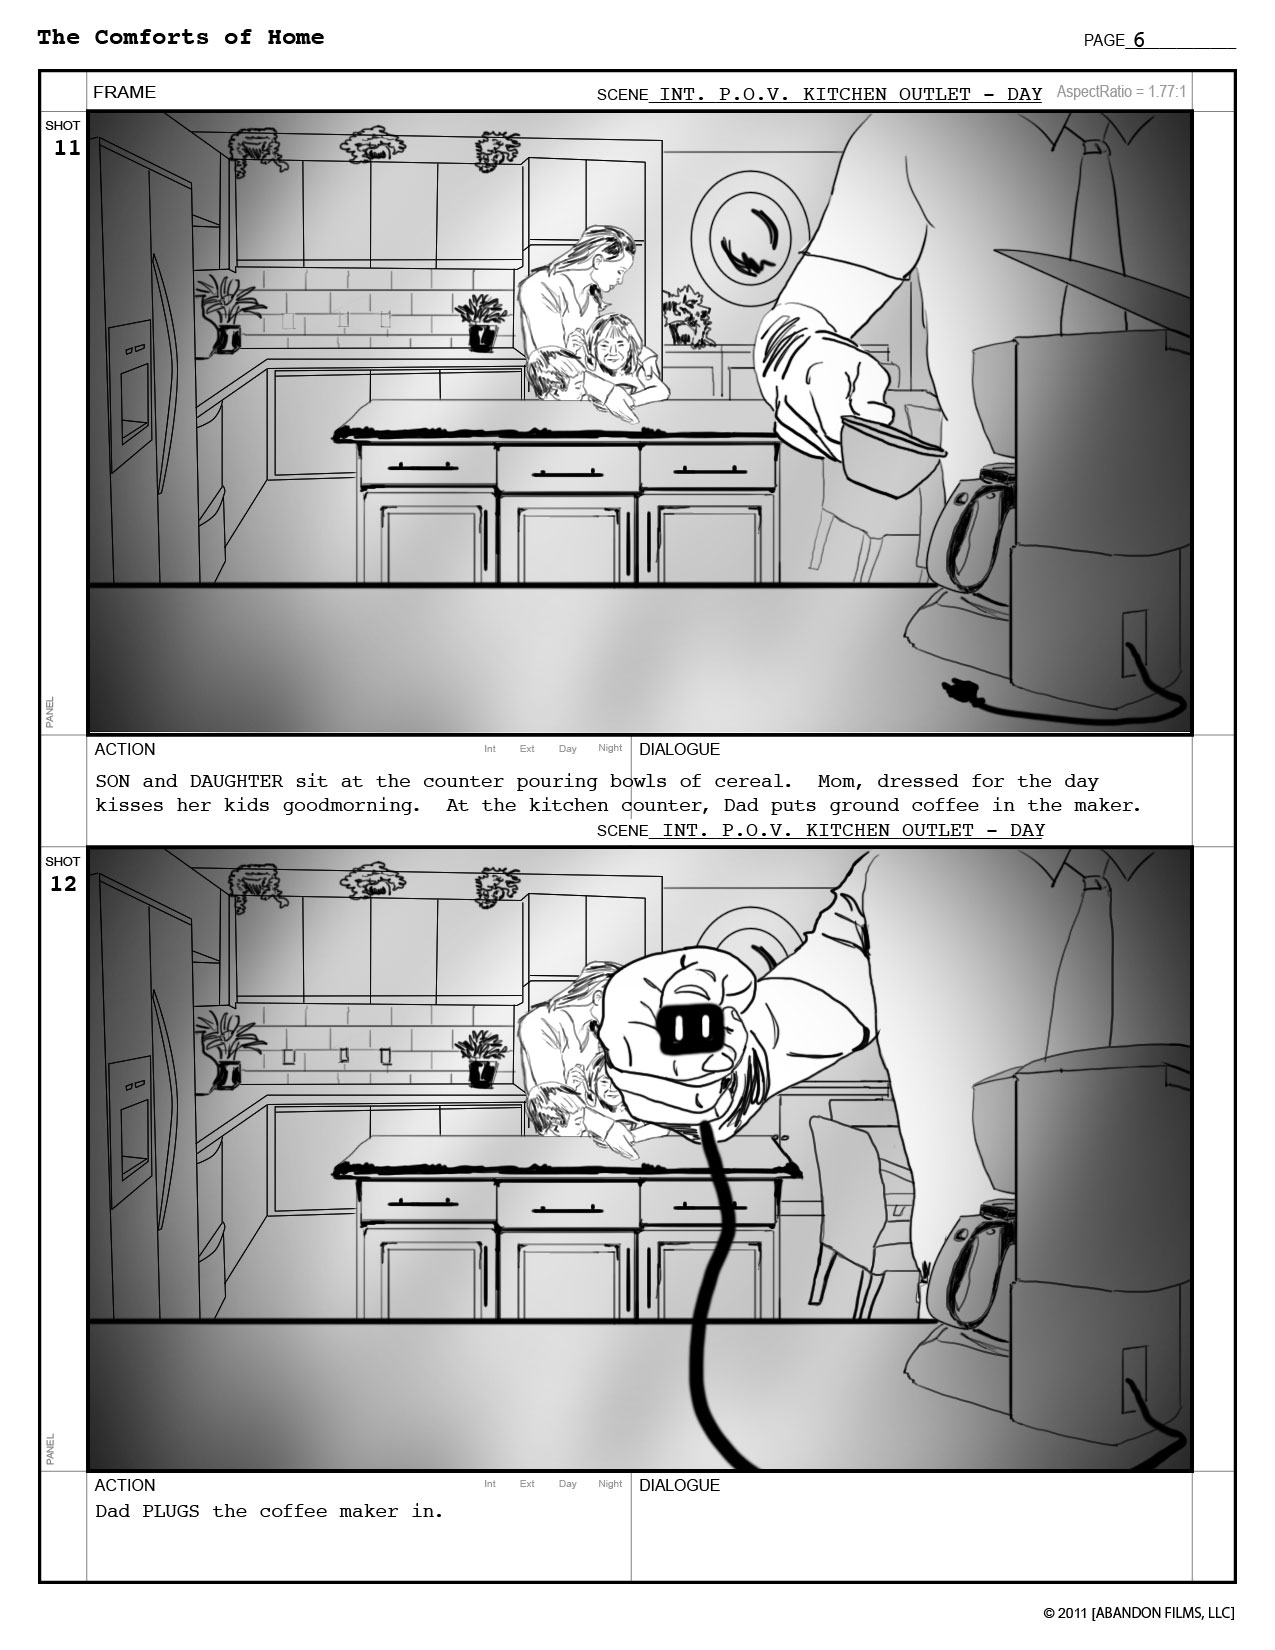 The Comforts of Home
PAGE 6
FRAME
SCENE INT. P.O.V. KITCHEN OUTLET - DAY AspectRatio = 1.77:1
SHOT
11
PANEL
ACTION Int Ext Day Night DIALOGUE
SON and DAUGHTER sit at the counter pouring bowls of cereal. Mom, dressed for the day
kisses her kids goodmorning. At the kitchen counter, Dad puts ground coffee in the maker.
SCENE INT. P.O.V. KITCHEN OUTLET - DAY
SHOT
12
PANEL
ACTION Int Ext Day Night DIALOGUE
Dad PLUGS the coffee maker in.
© 2011 [ABANDON FILMS, LLC]